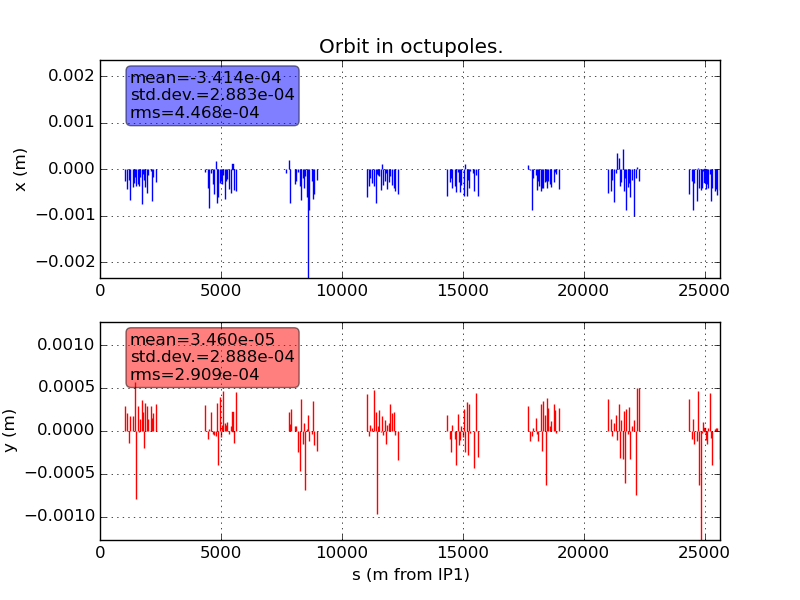 Orbit in octupoles.
mean=-3.414e-04
std.dev.=2.883e-04
rms=4.468e-04
x (m)
0.002
0.001
0.000
−0.001
−0.002
0 5000 10000 15000 20000 25000
mean=3.460e-05
std.dev.=2.888e-04
rms=2.909e-04
y (m)
0.0010
0.0005
0.0000
−0.0005
−0.0010
0 5000 10000 15000 20000 25000
s (m from IP1)